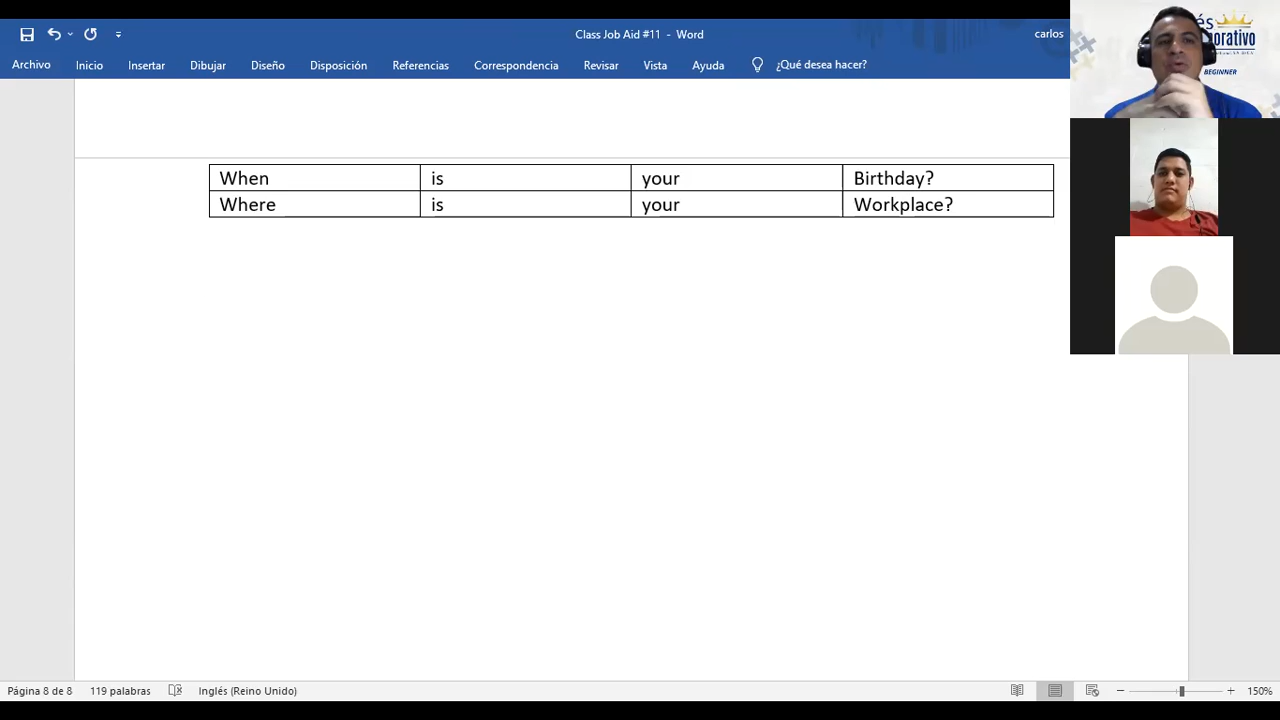 Class Job Aid #11 - Word
carlos
Archivo Inicio Insertar Dibujar Diseño Disposición Referencias Correspondencia Revisar Vista Ayuda ¿Qué desea hacer?
BEGINNER
When is your Birthday?
Where is your Workplace?
Página 8 de 8 119 palabras Inglés (Reino Unido) 150%